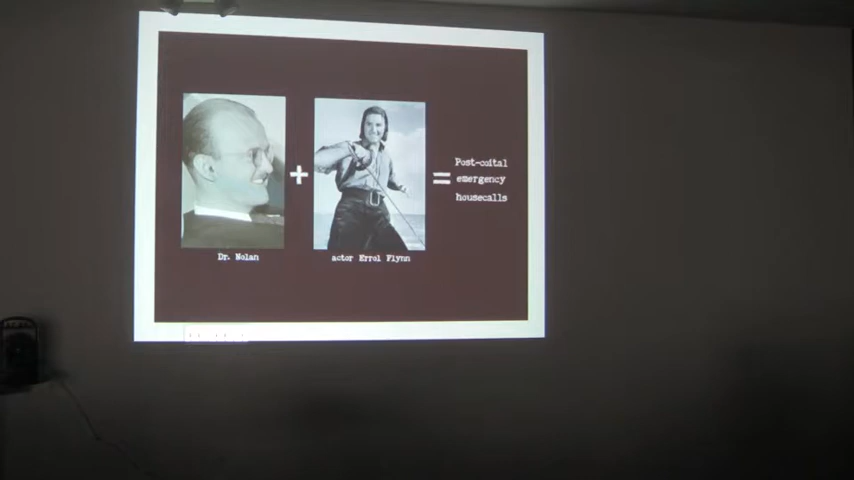 +
=
Post-coital
emergency
housecalls
Dr. Nolan
actor Errol Flynn